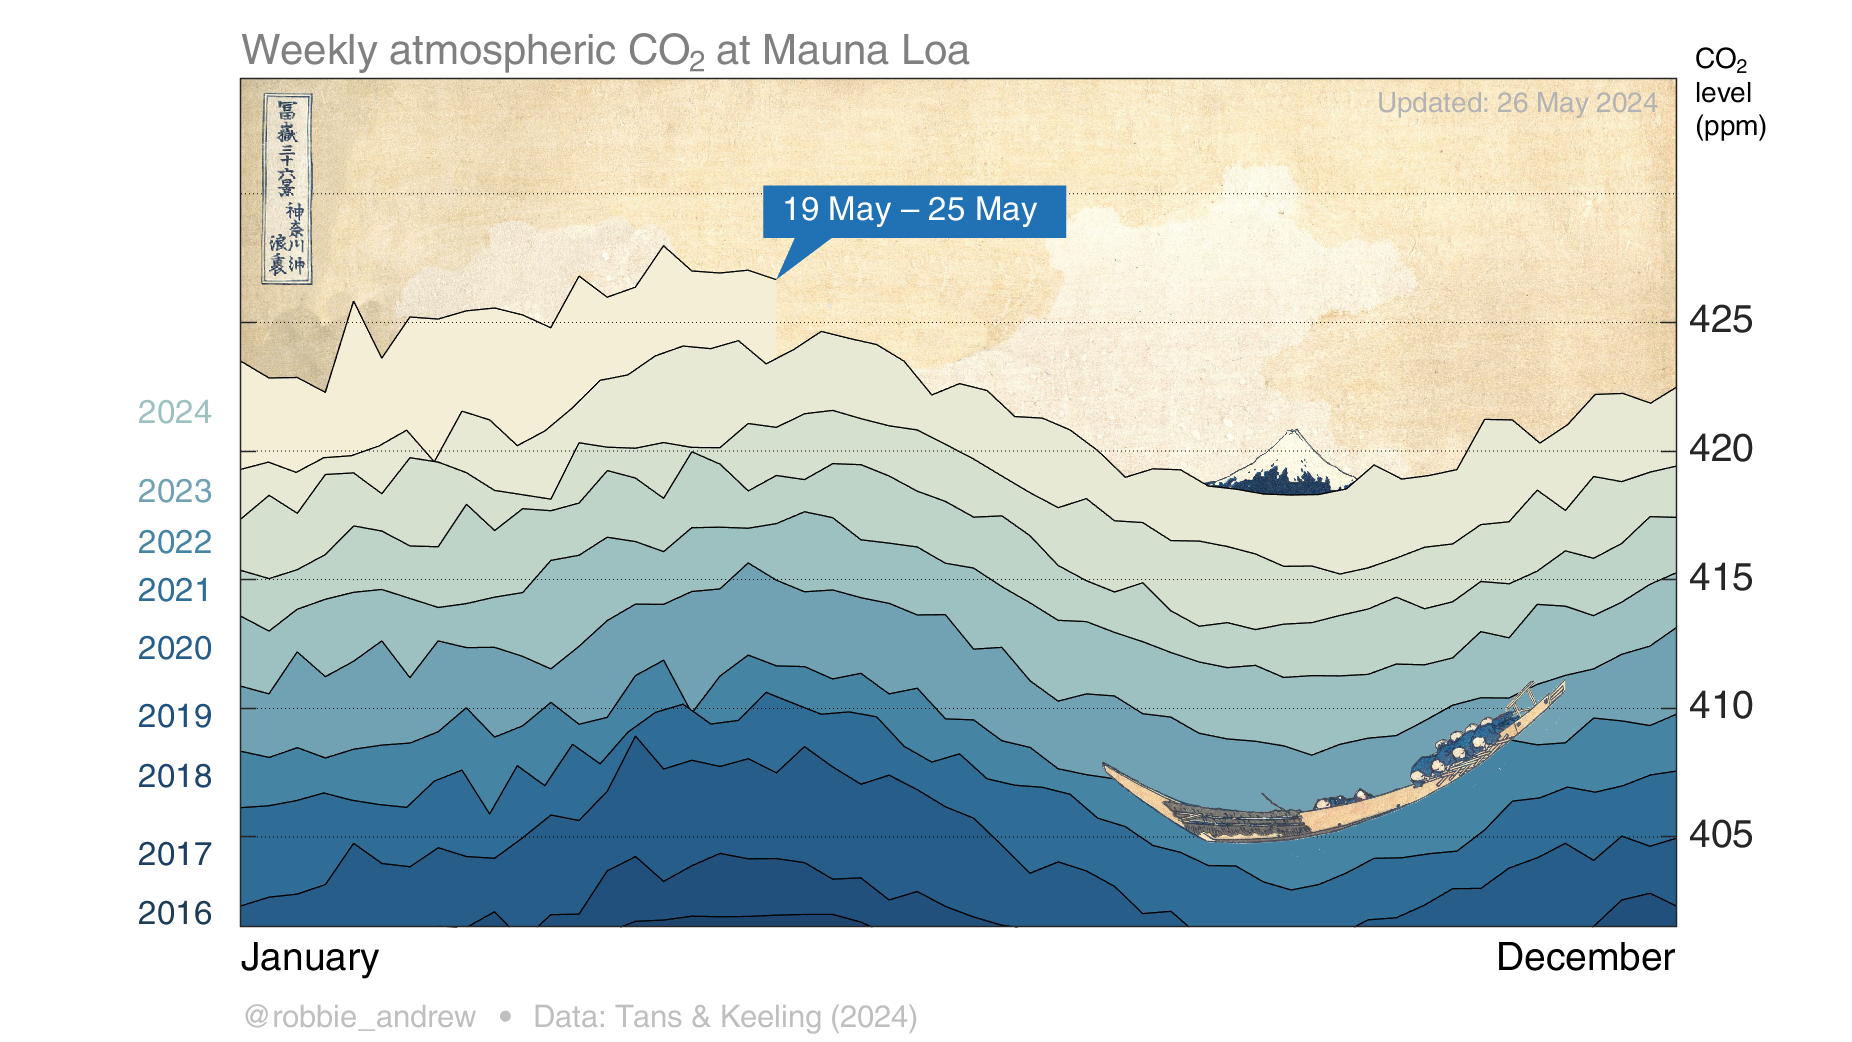 Weekly atmospheric CO₂ at Mauna Loa
CO₂
level
(ppm)
Updated: 26 May 2024
冨嶽三十六景
神奈川沖
浪裏
19 May – 25 May
425
2024
420
2023
2022
415
2021
2020
410
2019
2018
405
2017
2016
January
December
@robbie_andrew • Data: Tans & Keeling (2024)